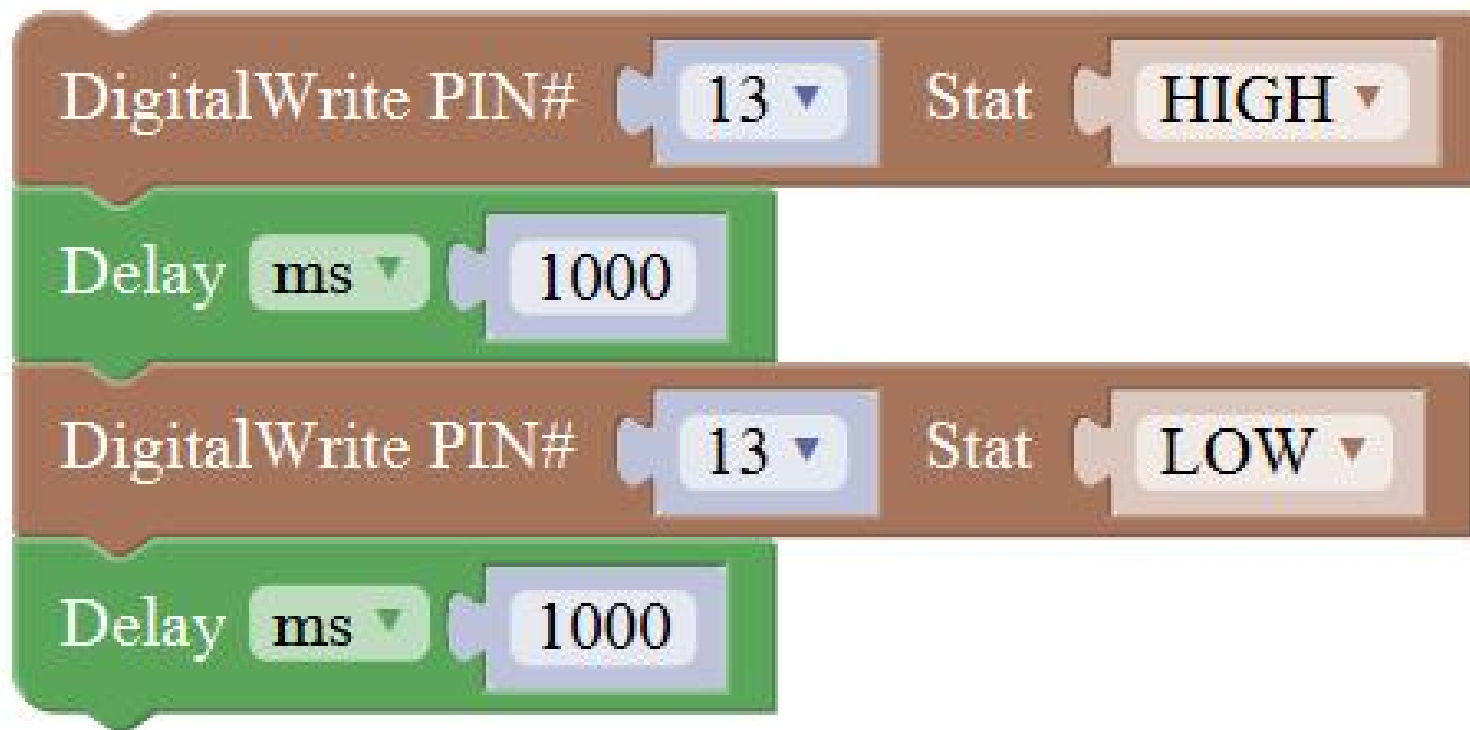 DigitalWrite PIN# 13 Stat HIGH
Delay ms 1000
DigitalWrite PIN# 13 Stat LOW
Delay ms 1000